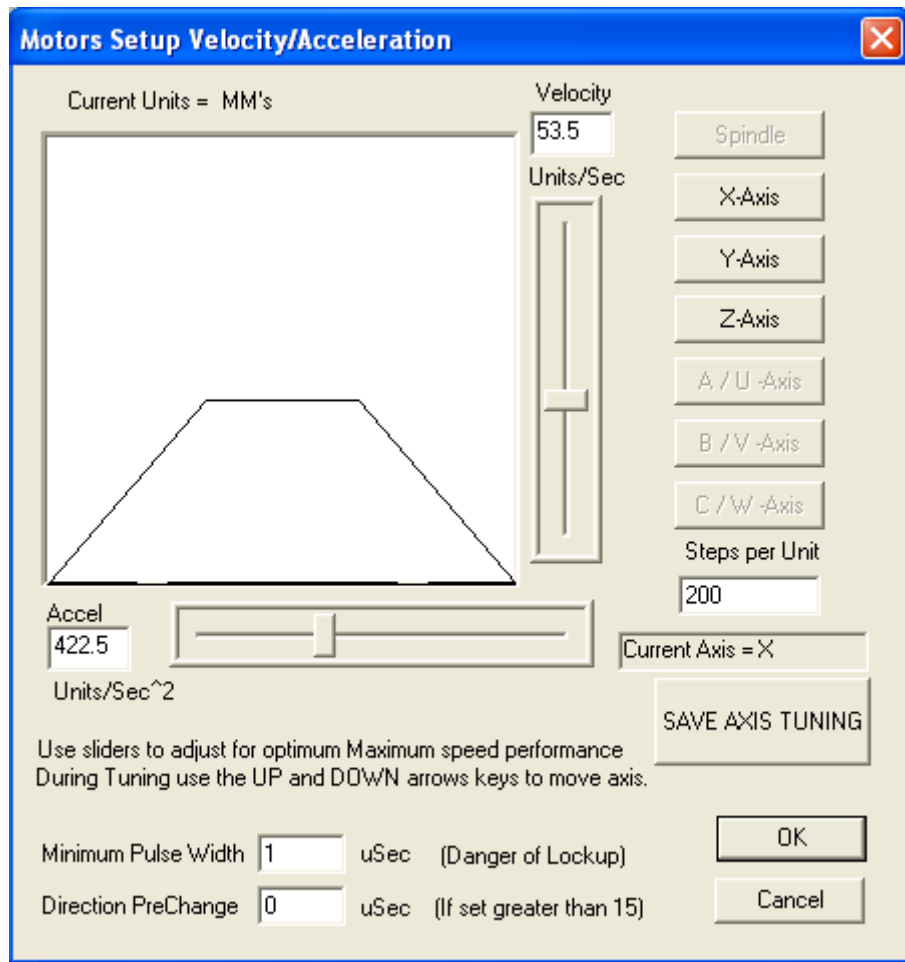 Motors Setup Velocity/Acceleration
Current Units = MM's
Velocity
53.5
Units/Sec
Spindle
X-Axis
Y-Axis
Z-Axis
A / U -Axis
B / V -Axis
C / W -Axis
Steps per Unit
200
Accel
422.5
Units/Sec^2
Current Axis = X
SAVE AXIS TUNING
Use sliders to adjust for optimum Maximum speed performance
During Tuning use the UP and DOWN arrows keys to move axis.
Minimum Pulse Width 1 uSec (Danger of Lockup)
Direction PreChange 0 uSec (If set greater than 15)
OK
Cancel